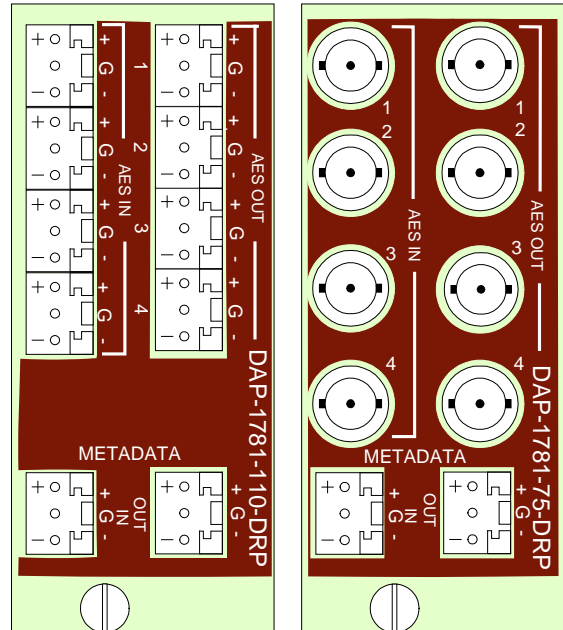 + − + G - 1 + − + G -
+ − + G - 2 + − + G -
AES IN
AES OUT
+ − + G - 3 + − + G -
+ − + G - 4 + − + G -
DAP-1781-110-DRP
METADATA
+ − + G - + − + G -
OUT
IN
1 1
2 2
AES IN
AES OUT
3 3
4 4
DAP-1781-75-DRP
METADATA
+ − + G - + − + G -
OUT
IN